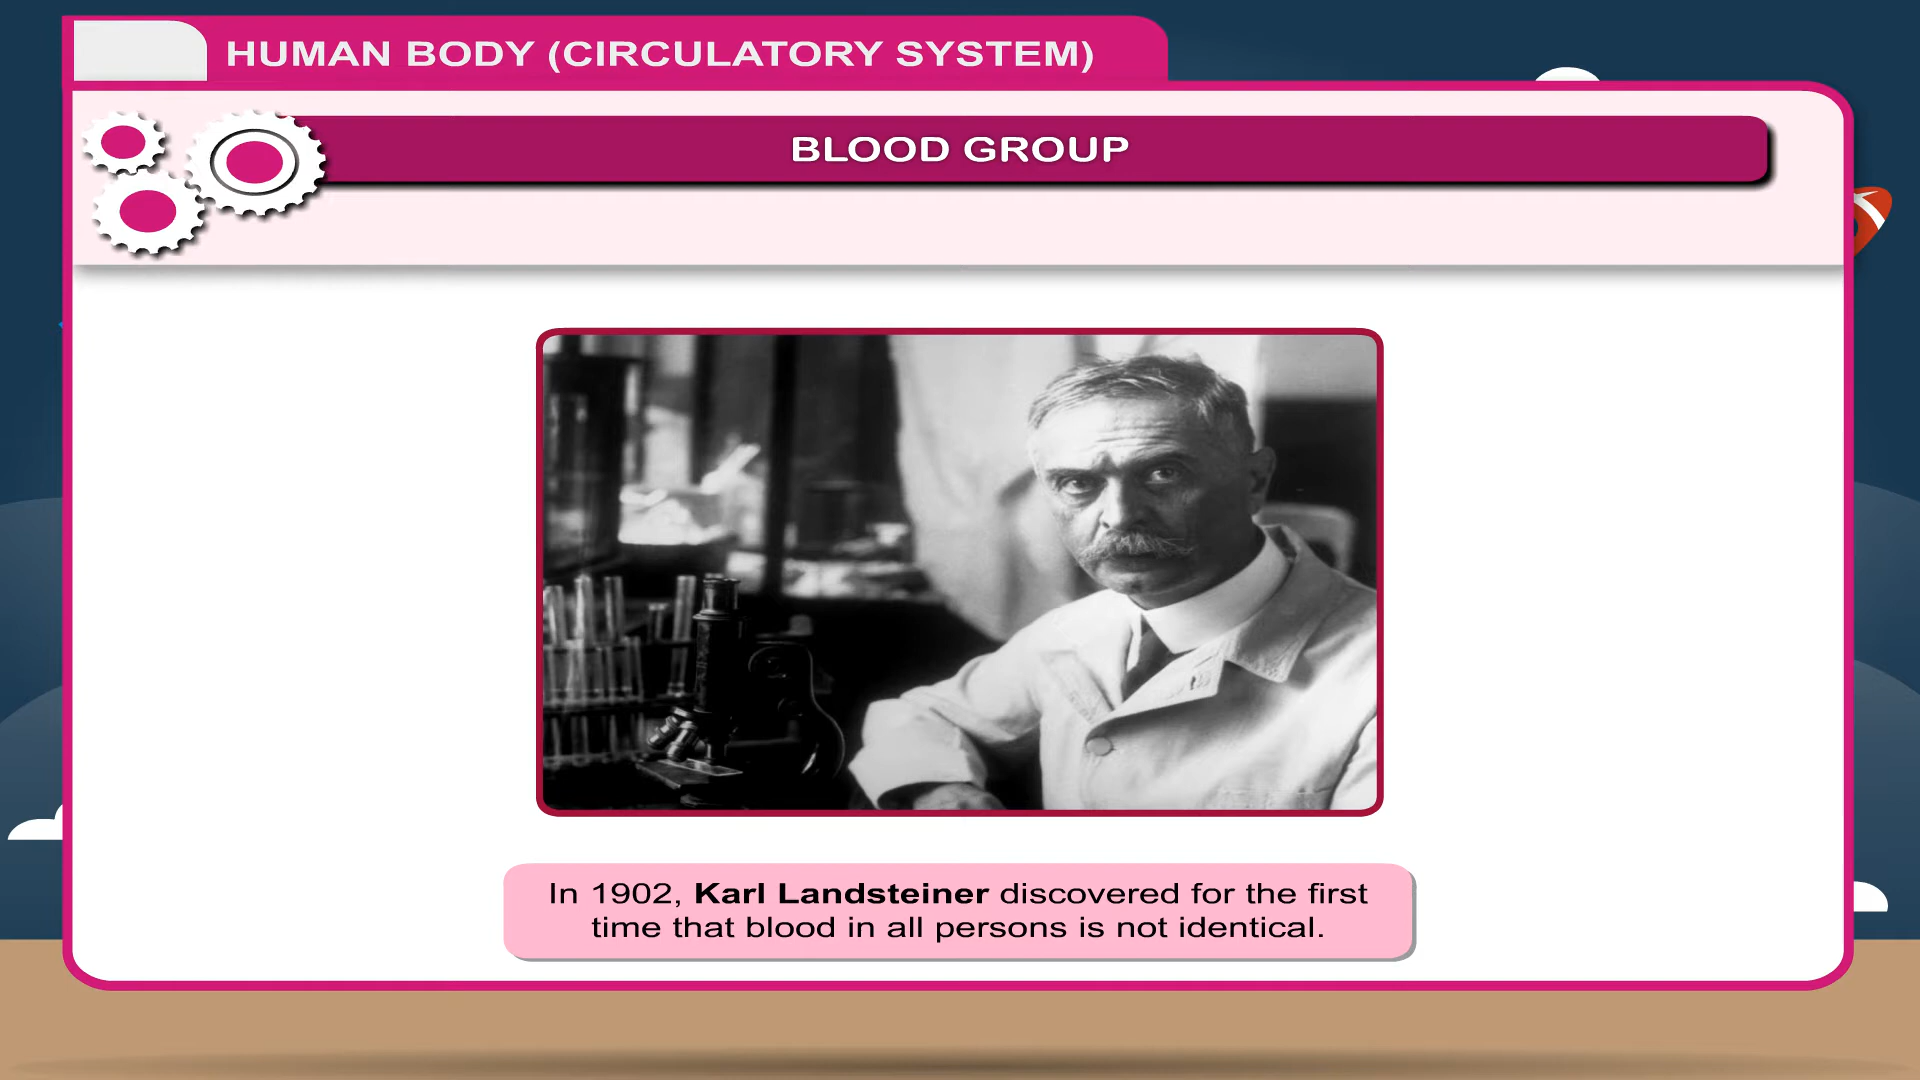 HUMAN BODY (CIRCULATORY SYSTEM)
BLOOD GROUP
In 1902, Karl Landsteiner discovered for the first
time that blood in all persons is not identical.